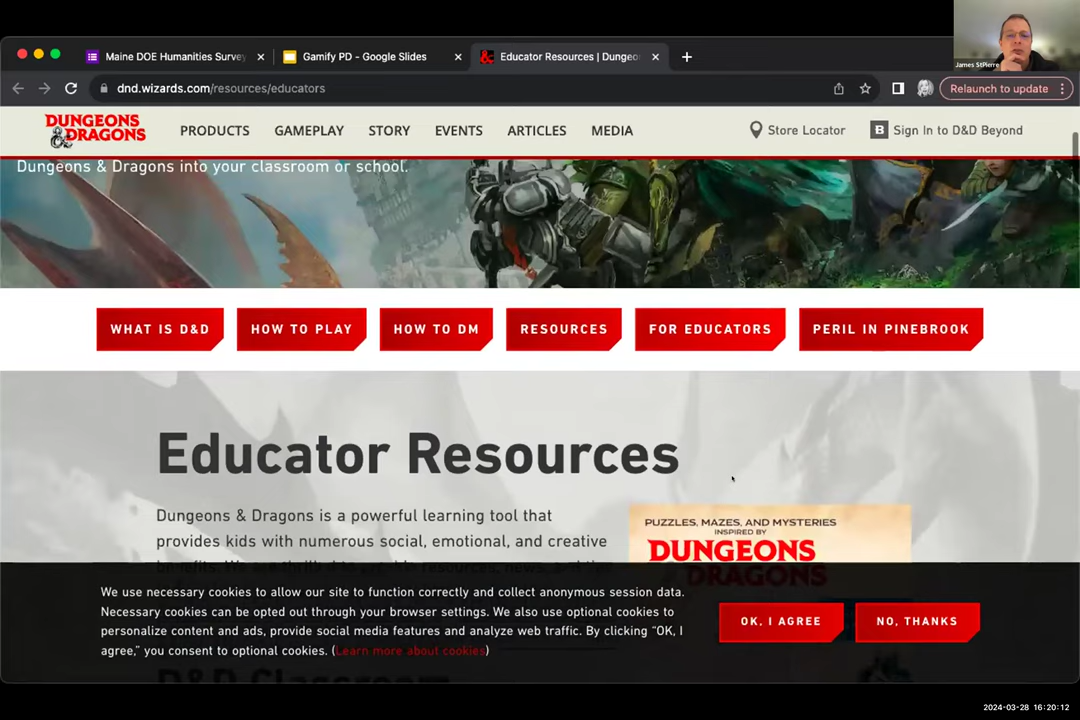 James StPierre
Maine DOE Humanities Survey
Gamify PD - Google Slides
Educator Resources | Dungeon
dnd.wizards.com/resources/educators
Relaunch to update
DUNGEONS
& DRAGONS
PRODUCTS
GAMEPLAY
STORY
EVENTS
ARTICLES
MEDIA
Store Locator
B
Sign In to D&D Beyond
Dungeons & Dragons into your classroom or school.
WHAT IS D&D
HOW TO PLAY
HOW TO DM
RESOURCES
FOR EDUCATORS
PERIL IN PINEBROOK
Educator Resources
Dungeons & Dragons is a powerful learning tool that
provides kids with numerous social, emotional, and creative
PUZZLES, MAZES, AND MYSTERIES
INSPIRED BY
DUNGEONS
DRAGONS
We use necessary cookies to allow our site to function correctly and collect anonymous session data.
Necessary cookies can be opted out through your browser settings. We also use optional cookies to
personalize content and ads, provide social media features and analyze web traffic. By clicking "OK, I
agree," you consent to optional cookies. (Learn more about cookies)
OK, I AGREE
NO, THANKS
D&D Classroom
2024-03-28 16:20:12